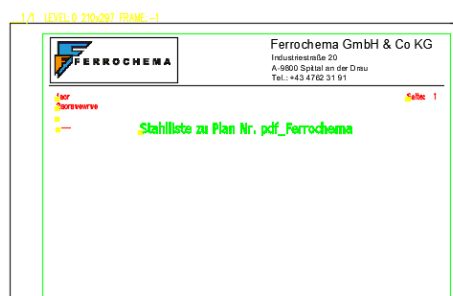 1/1 LEVEL:0 210x297 FRAME:-1
FERROCHEMA
Ferrochema GmbH & Co KG
Industriestraße 20
A-9800 Spittal an der Drau
Tel.: +43 4762 31 91
Seite: 1
Stahlliste zu Plan Nr. pdf_Ferrochema